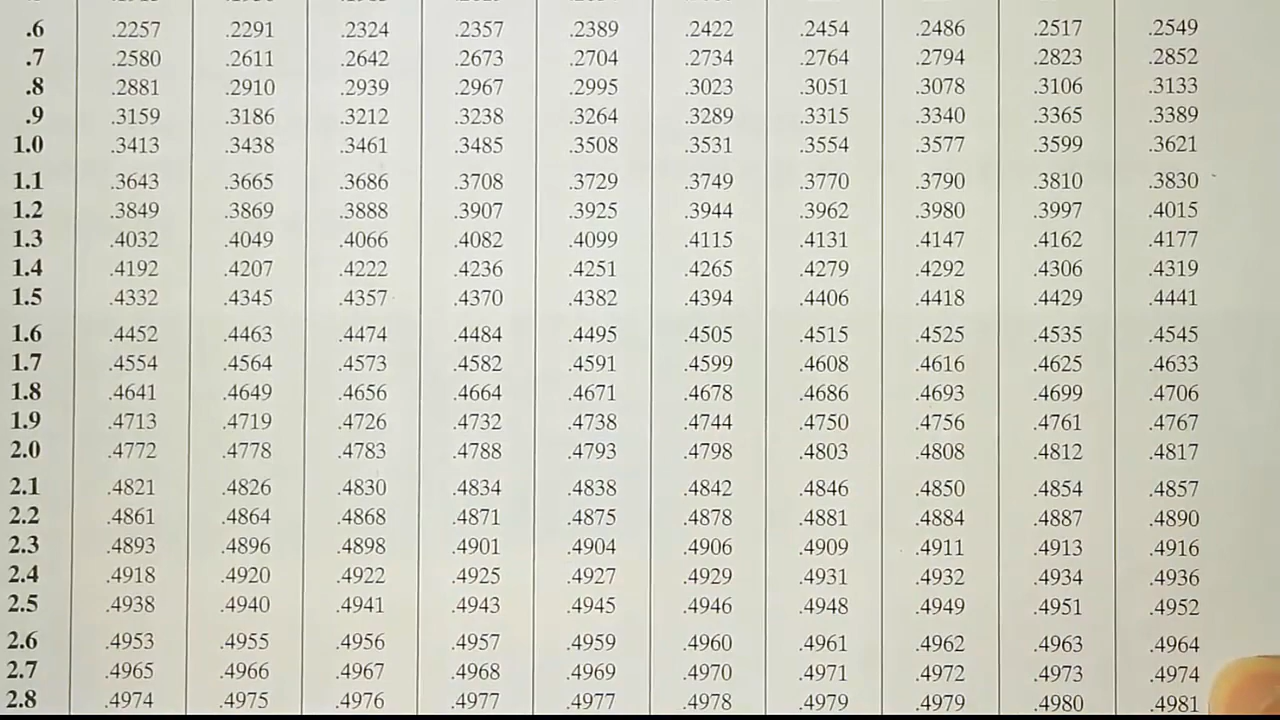 .6 .2257 .2291 .2324 .2357 .2389 .2422 .2454 .2486 .2517 .2549
.7 .2580 .2611 .2642 .2673 .2704 .2734 .2764 .2794 .2823 .2852
.8 .2881 .2910 .2939 .2967 .2995 .3023 .3051 .3078 .3106 .3133
.9 .3159 .3186 .3212 .3238 .3264 .3289 .3315 .3340 .3365 .3389
1.0 .3413 .3438 .3461 .3485 .3508 .3531 .3554 .3577 .3599 .3621
1.1 .3643 .3665 .3686 .3708 .3729 .3749 .3770 .3790 .3810 .3830
1.2 .3849 .3869 .3888 .3907 .3925 .3944 .3962 .3980 .3997 .4015
1.3 .4032 .4049 .4066 .4082 .4099 .4115 .4131 .4147 .4162 .4177
1.4 .4192 .4207 .4222 .4236 .4251 .4265 .4279 .4292 .4306 .4319
1.5 .4332 .4345 .4357 .4370 .4382 .4394 .4406 .4418 .4429 .4441
1.6 .4452 .4463 .4474 .4484 .4495 .4505 .4515 .4525 .4535 .4545
1.7 .4554 .4564 .4573 .4582 .4591 .4599 .4608 .4616 .4625 .4633
1.8 .4641 .4649 .4656 .4664 .4671 .4678 .4686 .4693 .4699 .4706
1.9 .4713 .4719 .4726 .4732 .4738 .4744 .4750 .4756 .4761 .4767
2.0 .4772 .4778 .4783 .4788 .4793 .4798 .4803 .4808 .4812 .4817
2.1 .4821 .4826 .4830 .4834 .4838 .4842 .4846 .4850 .4854 .4857
2.2 .4861 .4864 .4868 .4871 .4875 .4878 .4881 .4884 .4887 .4890
2.3 .4893 .4896 .4898 .4901 .4904 .4906 .4909 .4911 .4913 .4916
2.4 .4918 .4920 .4922 .4925 .4927 .4929 .4931 .4932 .4934 .4936
2.5 .4938 .4940 .4941 .4943 .4945 .4946 .4948 .4949 .4951 .4952
2.6 .4953 .4955 .4956 .4957 .4959 .4960 .4961 .4962 .4963 .4964
2.7 .4965 .4966 .4967 .4968 .4969 .4970 .4971 .4972 .4973 .4974
2.8 .4974 .4975 .4976 .4977 .4977 .4978 .4979 .4979 .4980 .4981